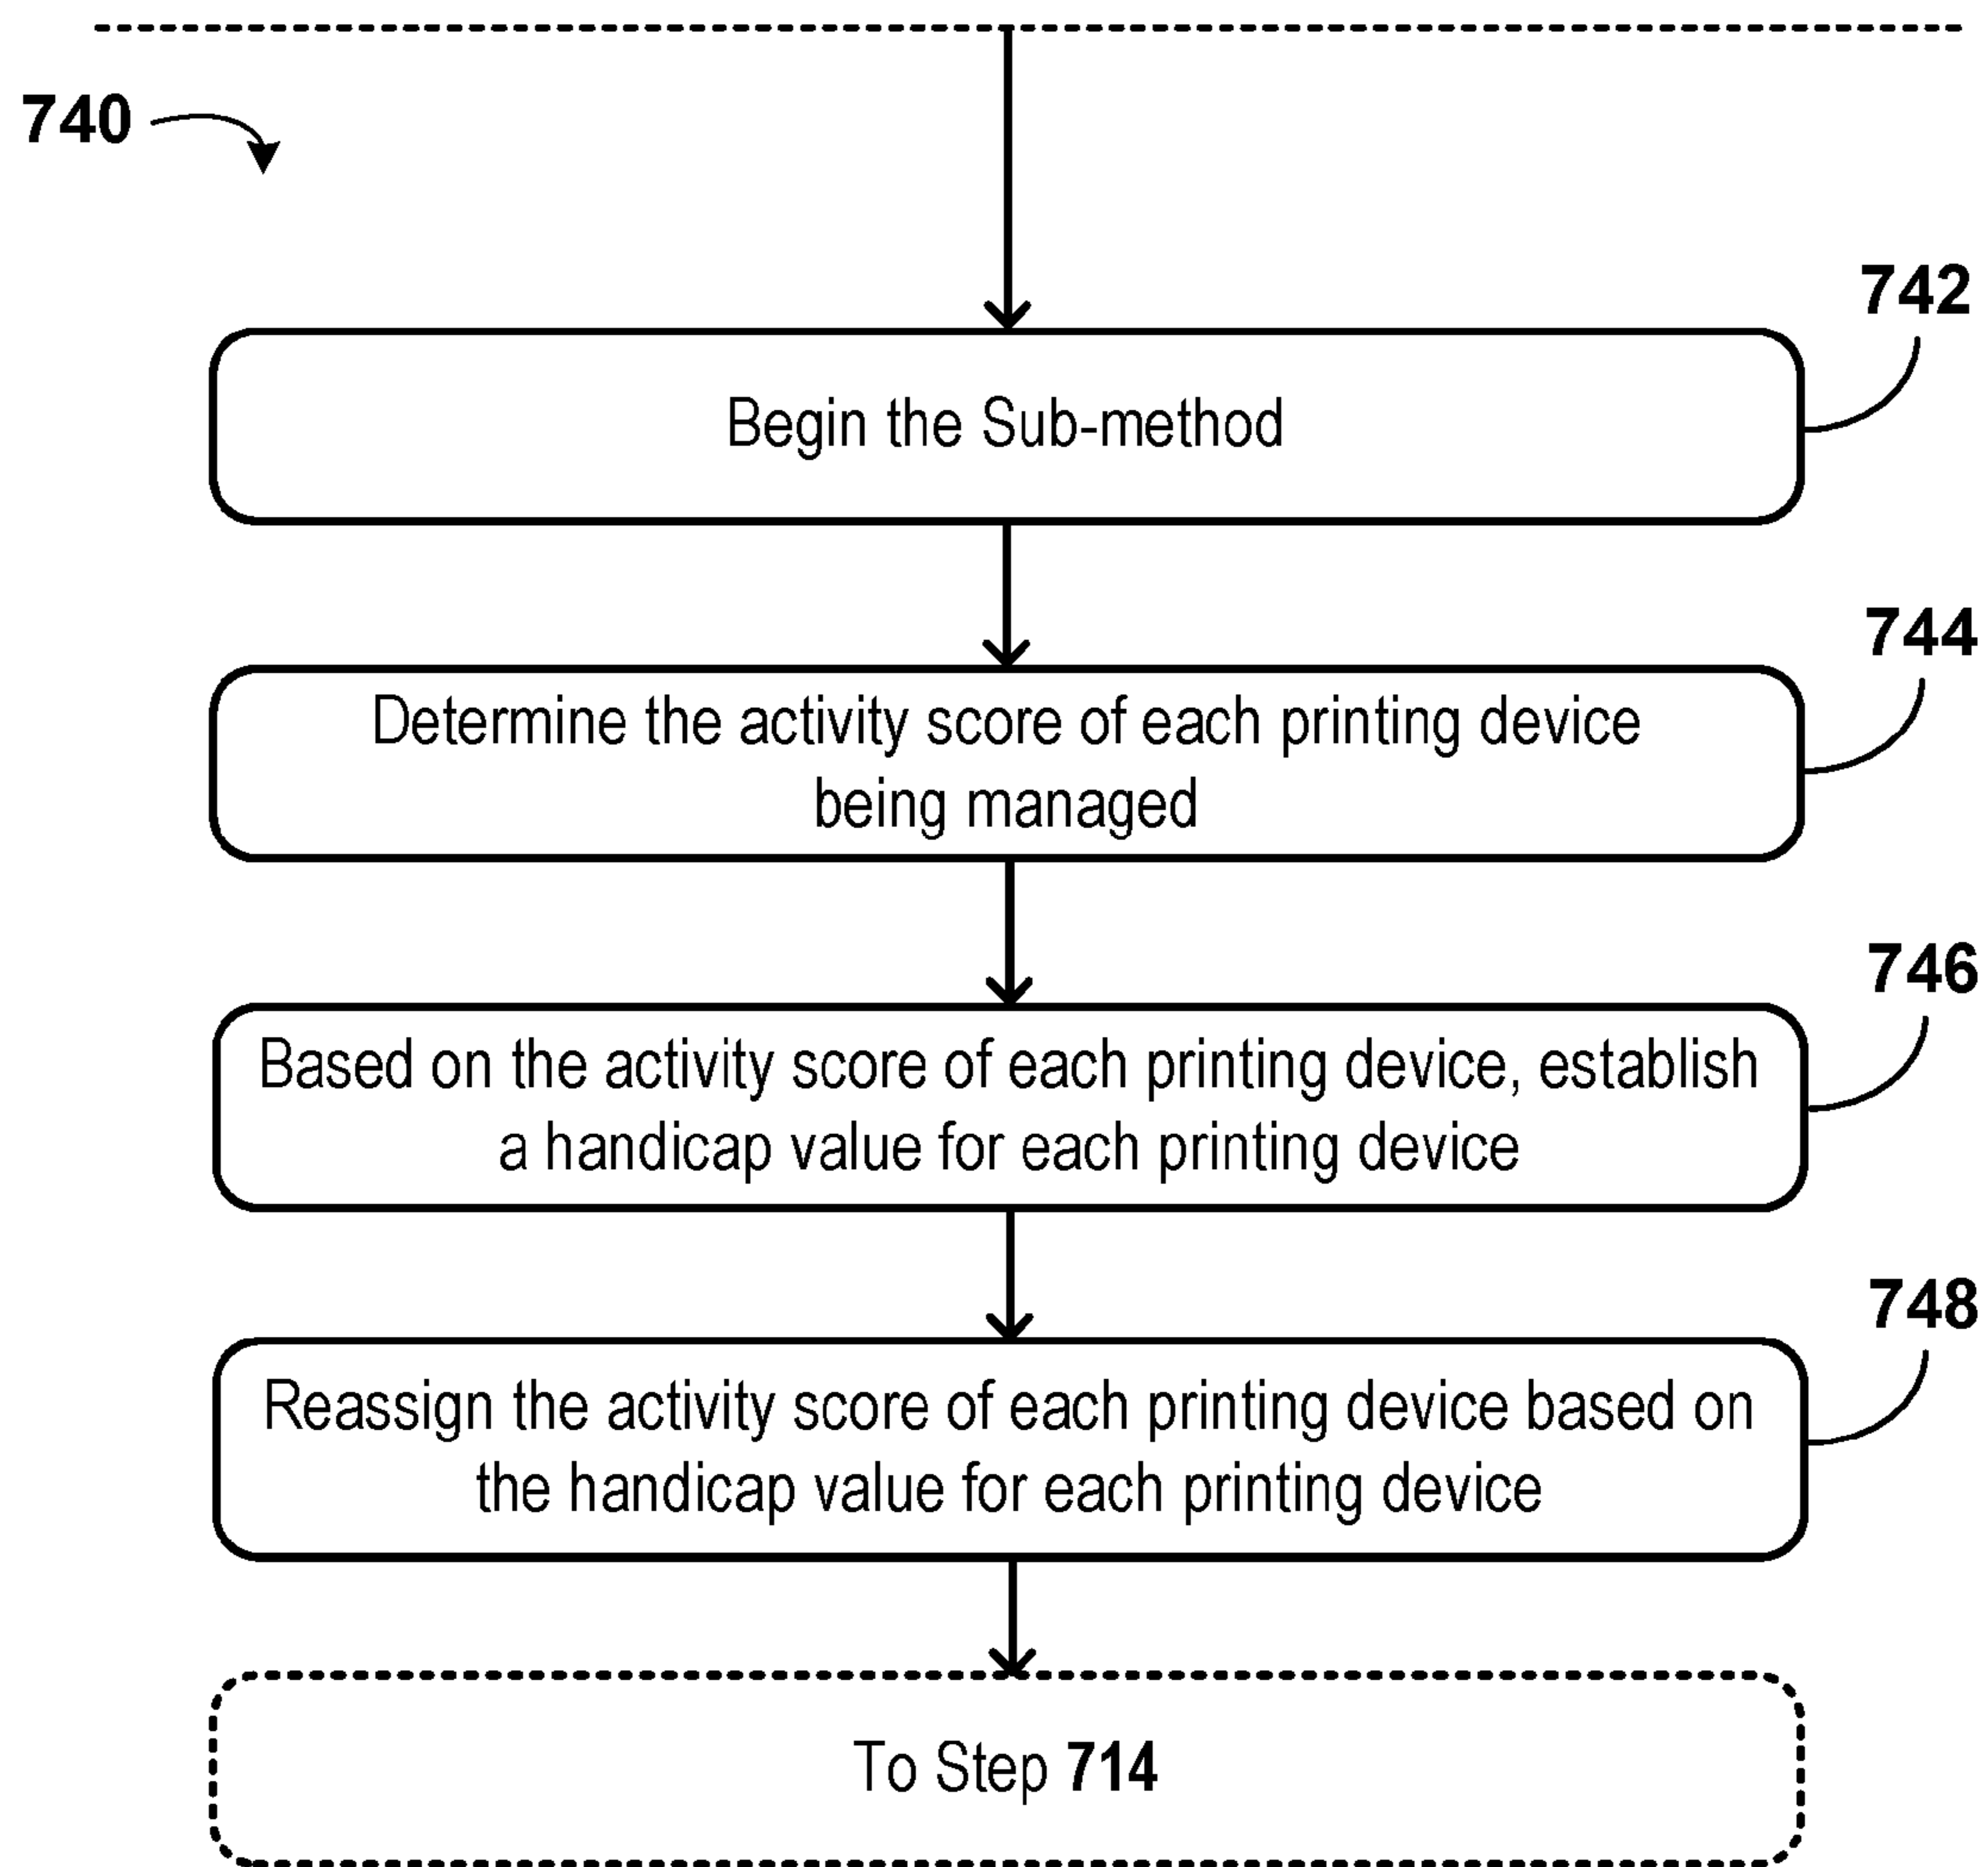 740
742
Begin the Sub-method
744
Determine the activity score of each printing device
being managed
746
Based on the activity score of each printing device, establish
a handicap value for each printing device
748
Reassign the activity score of each printing device based on
the handicap value for each printing device
To Step 714